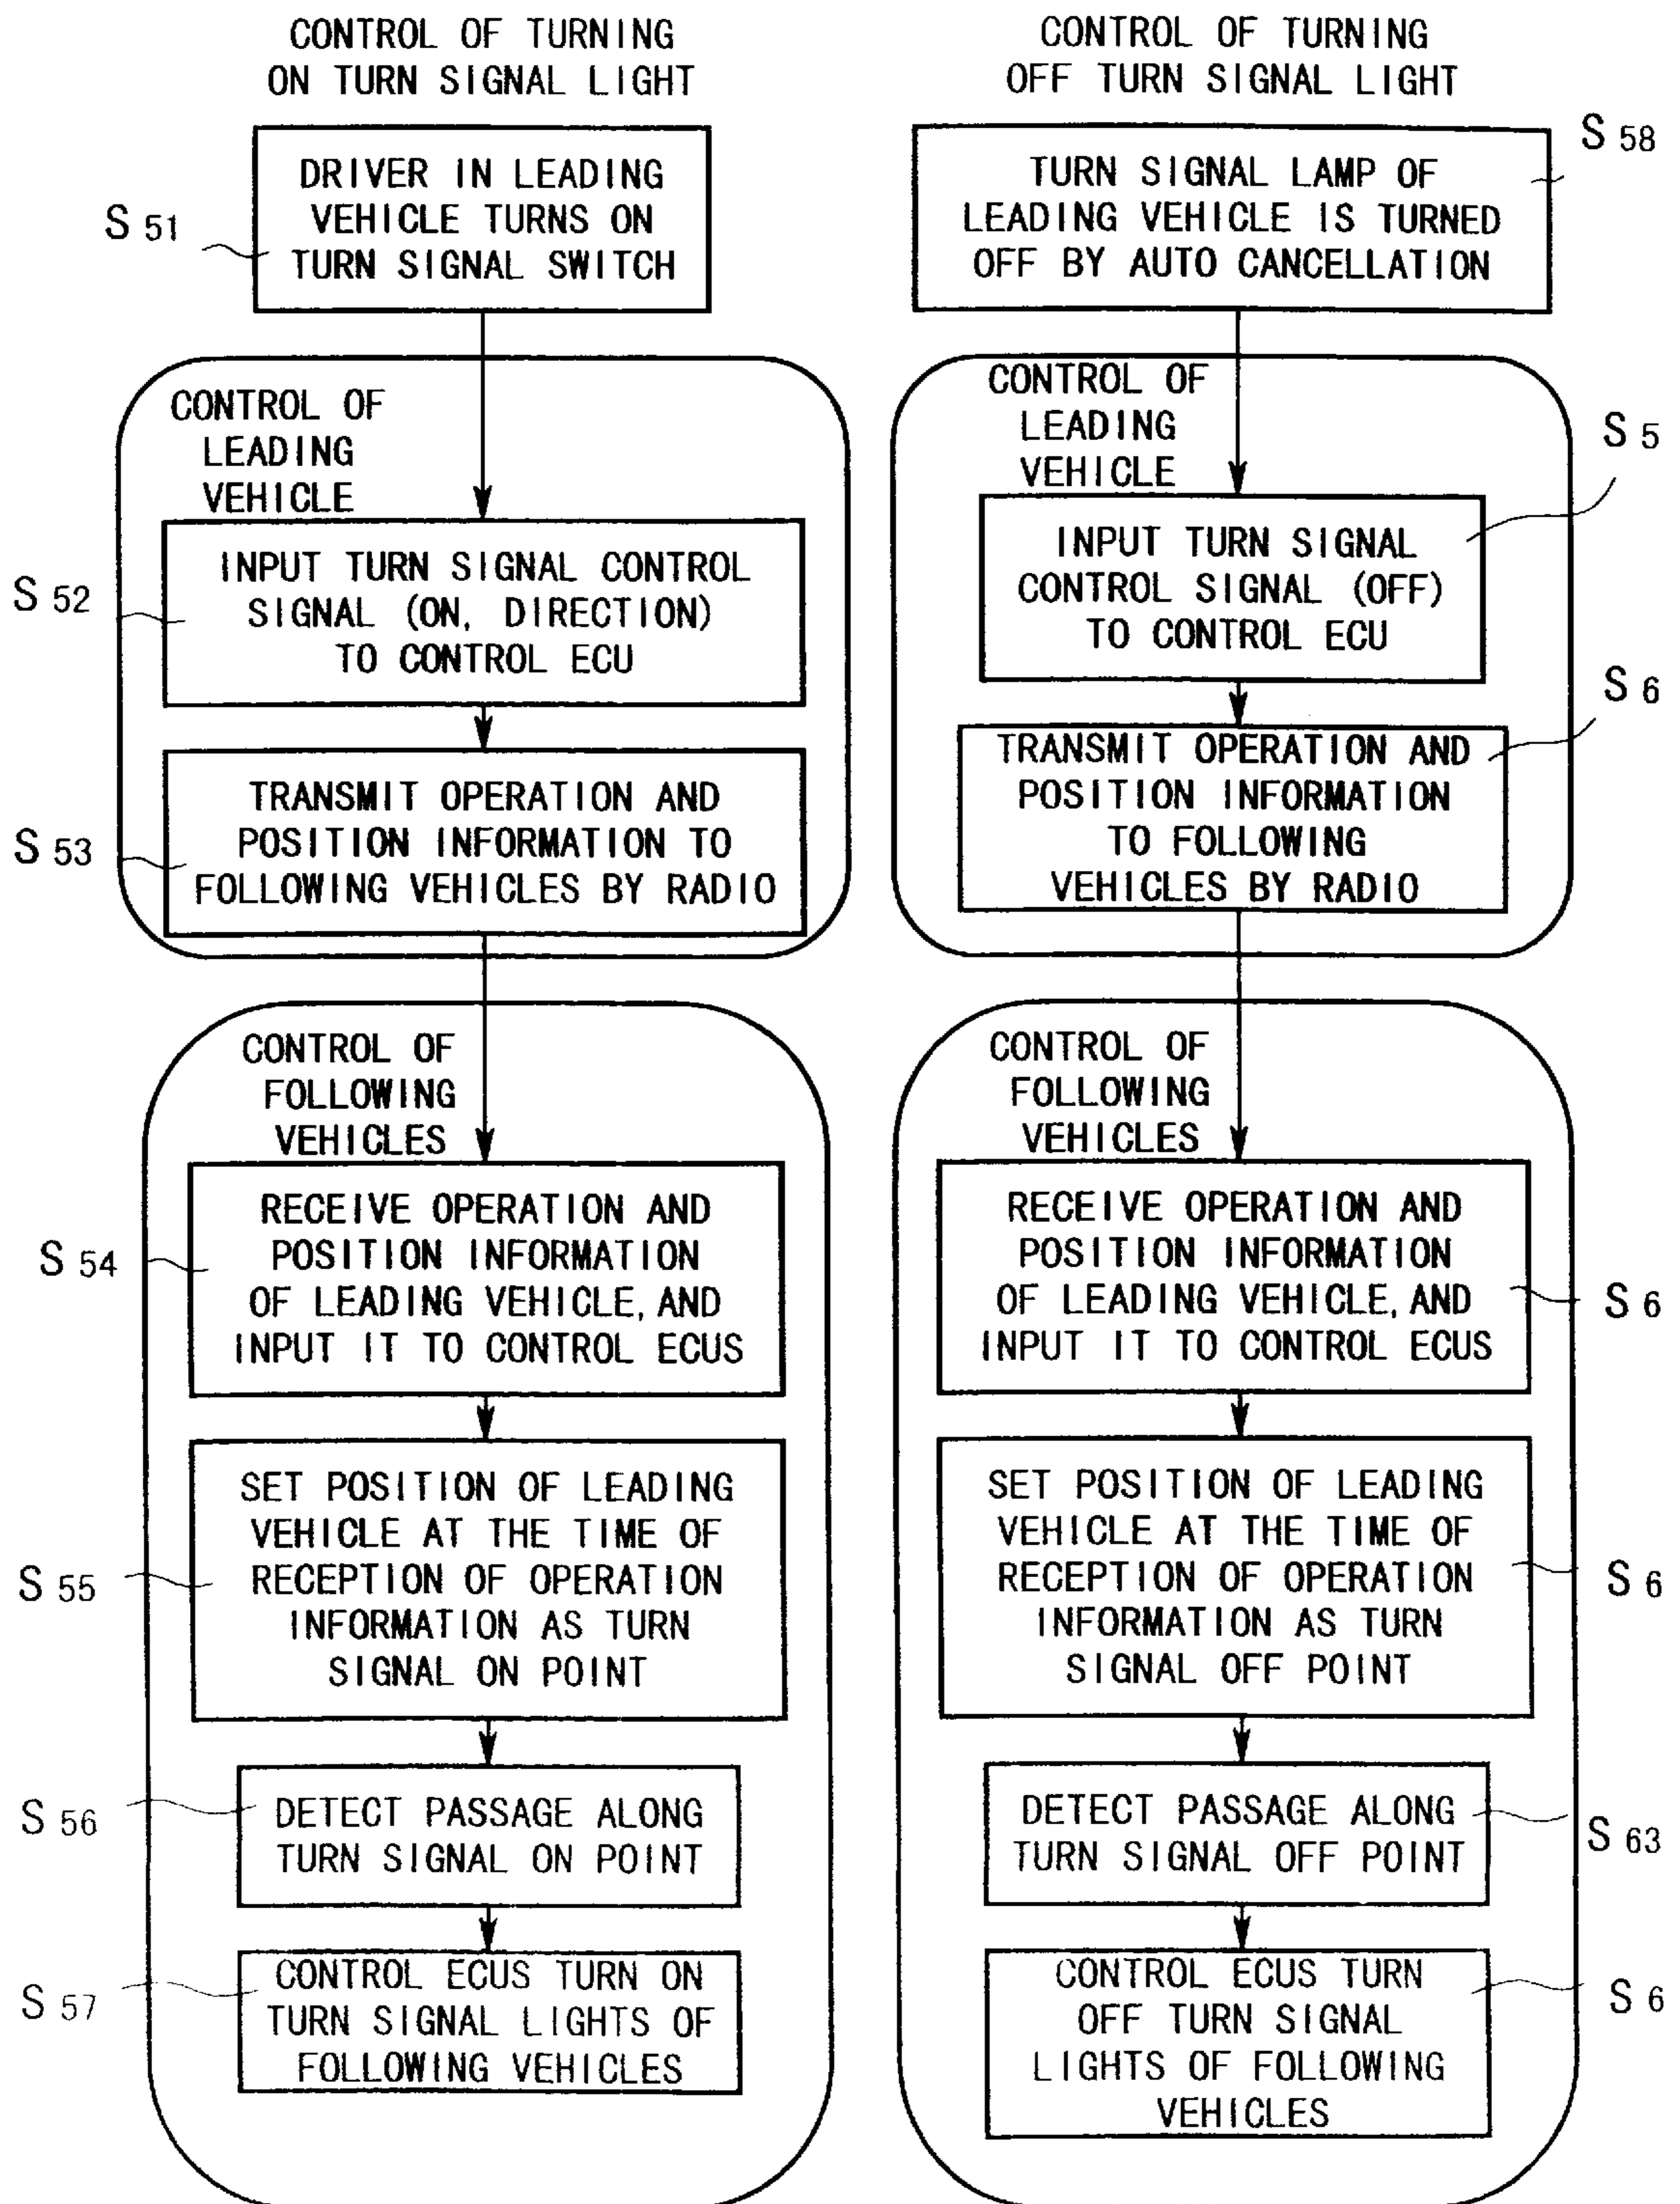 CONTROL OF TURNING
ON TURN SIGNAL LIGHT
S 51
DRIVER IN LEADING
VEHICLE TURNS ON
TURN SIGNAL SWITCH
CONTROL OF
LEADING
VEHICLE
S 52
INPUT TURN SIGNAL CONTROL
SIGNAL (ON, DIRECTION)
TO CONTROL ECU
S 53
TRANSMIT OPERATION AND
POSITION INFORMATION TO
FOLLOWING VEHICLES BY RADIO
CONTROL OF
FOLLOWING
VEHICLES
S 54
RECEIVE OPERATION AND
POSITION INFORMATION
OF LEADING VEHICLE, AND
INPUT IT TO CONTROL ECUS
S 55
SET POSITION OF LEADING
VEHICLE AT THE TIME OF
RECEPTION OF OPERATION
INFORMATION AS TURN
SIGNAL ON POINT
S 56
DETECT PASSAGE ALONG
TURN SIGNAL ON POINT
S 57
CONTROL ECUS TURN ON
TURN SIGNAL LIGHTS OF
FOLLOWING VEHICLES
CONTROL OF TURNING
OFF TURN SIGNAL LIGHT
S 58
TURN SIGNAL LAMP OF
LEADING VEHICLE IS TURNED
OFF BY AUTO CANCELLATION
CONTROL OF
LEADING
VEHICLE
S 5
INPUT TURN SIGNAL
CONTROL SIGNAL (OFF)
TO CONTROL ECU
S 6
TRANSMIT OPERATION AND
POSITION INFORMATION
TO FOLLOWING
VEHICLES BY RADIO
CONTROL OF
FOLLOWING
VEHICLES
RECEIVE OPERATION AND
POSITION INFORMATION
OF LEADING VEHICLE, AND
INPUT IT TO CONTROL ECUS
S 6
SET POSITION OF LEADING
VEHICLE AT THE TIME OF
RECEPTION OF OPERATION
INFORMATION AS TURN
SIGNAL OFF POINT
S 6
DETECT PASSAGE ALONG
TURN SIGNAL OFF POINT
S 63
CONTROL ECUS TURN
OFF TURN SIGNAL
LIGHTS OF FOLLOWING
VEHICLES
S 6